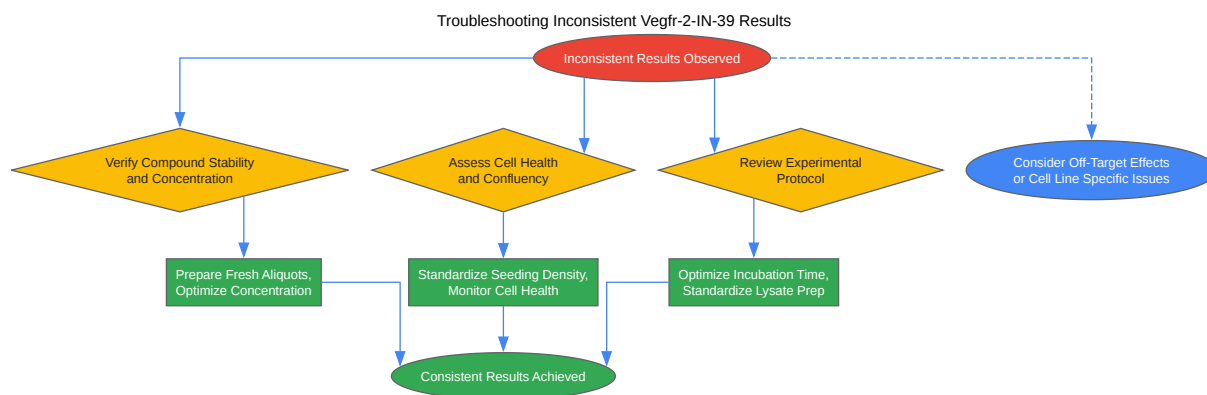 Troubleshooting Inconsistent Vegfr-2-IN-39 Results
Inconsistent Results Observed
Verify Compound Stability
and Concentration
Assess Cell Health
and Confluency
Review Experimental
Protocol
Consider Off-Target Effects
or Cell Line Specific Issues
Prepare Fresh Aliquots,
Optimize Concentration
Standardize Seeding Density,
Monitor Cell Health
Optimize Incubation Time,
Standardize Lysate Prep
Consistent Results Achieved